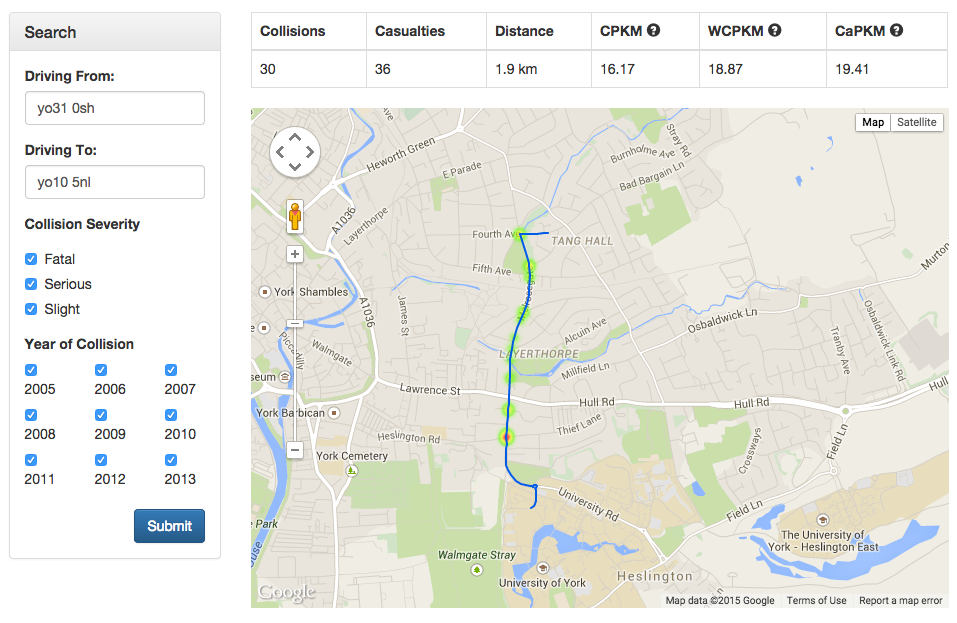 Search
Driving From:
yo31 0sh
Driving To:
yo10 5nl
Collision Severity
Fatal
Serious
Slight
Year of Collision
2005 2006 2007
2008 2009 2010
2011 2012 2013
Submit
Collisions Casualties Distance CPKM WCPKM CaPKM
30 36 1.9 km 16.17 18.87 19.41
Map Satellite
Heworth Green
Stray Rd
Burnholme Ave
E Parade
Bad Bargain Ln
A1036
Layerthorpe
Fourth Ave
TANG HALL
Murton
Fifth Ave
York Shambles
A1036
James St
Osbaldwick Ln
Osbaldwick Link Rd
Alcuin Ave
Tranby Ave
Piccadilly
Walmgate
LAYERTHORPE
Millfield Ln
seum
Lawrence St
Hull Rd
Hull Rd
Hull
York Barbican
Thief Lane
Heslington Rd
Field Ln
Crossways
York Cemetery
University Rd
Field Ln
e Park
The University of
York - Heslington East
Walmgate Stray
University of York
Heslington
Google
Map data ©2015 Google Terms of Use Report a map error